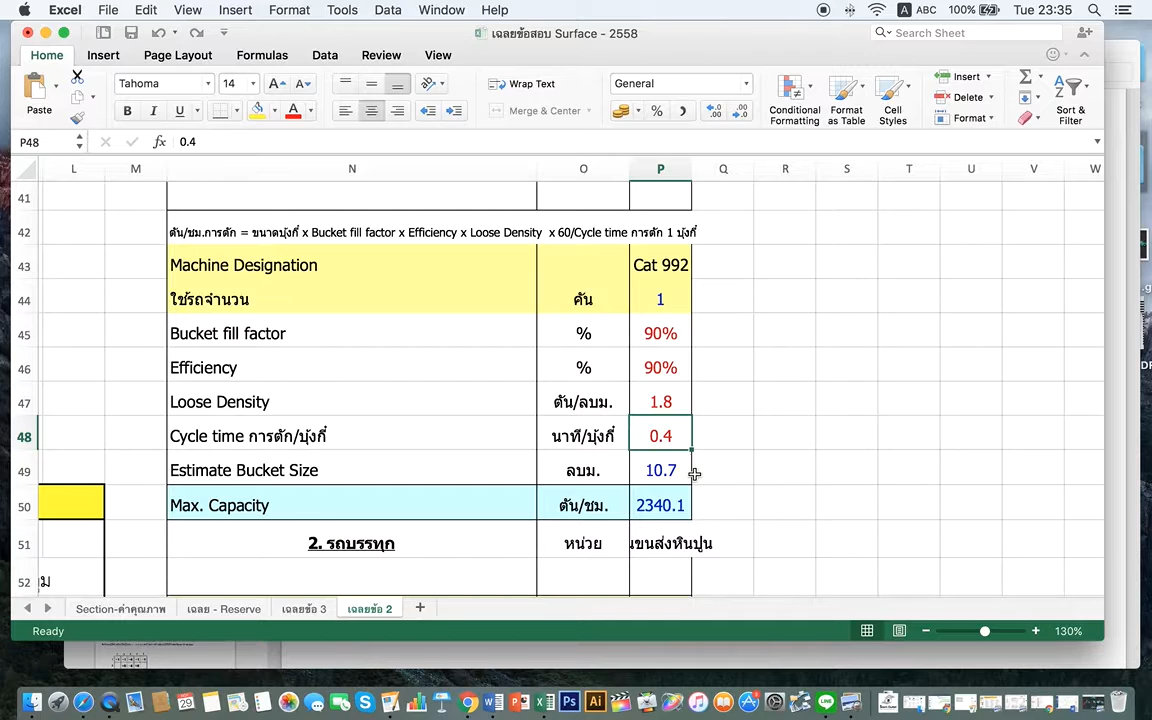 Excel File Edit View Insert Format Tools Data Window Help A ABC 100% Tue 23:35
เฉลยข้อสอบ Surface - 2558 Search Sheet
Home Insert Page Layout Formulas Data Review View
Paste Tahoma 14 A A Wrap Text General Insert
B I U A Merge & Center % Conditional Formatting Format as Table Cell Styles Delete Format Sort & Filter
P48 fx 0.4
L M N O P Q R S T U V W
41
42 ตัน/ชม.การตัก = ขนาดบุ้งกี๋ x Bucket fill factor x Efficiency x Loose Density x 60/Cycle time การตัก 1 บุ้งกี๋
43 Machine Designation Cat 992
44 ใช้รถจำนวน คัน 1
45 Bucket fill factor % 90%
46 Efficiency % 90%
47 Loose Density ตัน/ลบม. 1.8
48 Cycle time การตัก/บุ้งกี๋ นาที/บุ้งกี๋ 0.4
49 Estimate Bucket Size ลบม. 10.7
50 Max. Capacity ตัน/ชม. 2340.1
51 2. รถบรรทุก หน่วย นขนส่งหินปูน
52
Section-ค่าคุณภาพ เฉลย - Reserve เฉลยข้อ 3 เฉลยข้อ 2 +
Ready 130%